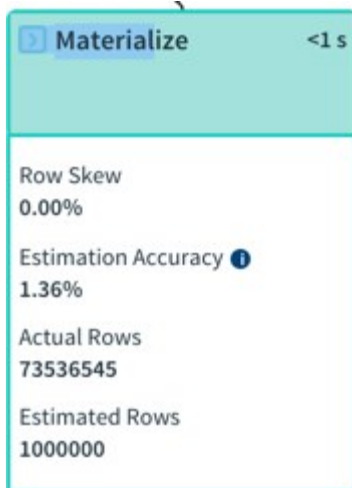 Materialize <1 s
Row Skew
0.00%
Estimation Accuracy
1.36%
Actual Rows
73536545
Estimated Rows
1000000